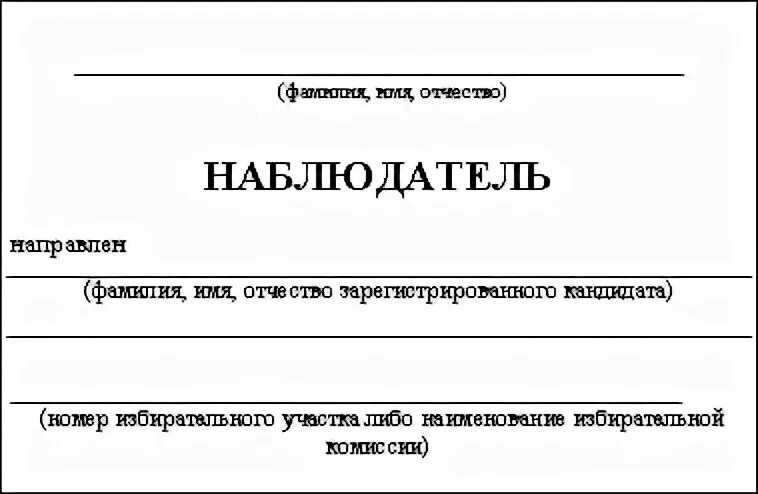 (фамилия, имя, отчество)
НАБЛЮДАТЕЛЬ
направлен
(фамилия, имя, отчество зарегистрированного кандидата)
(номер избирательного участка либо наименование избирательной
комиссии)